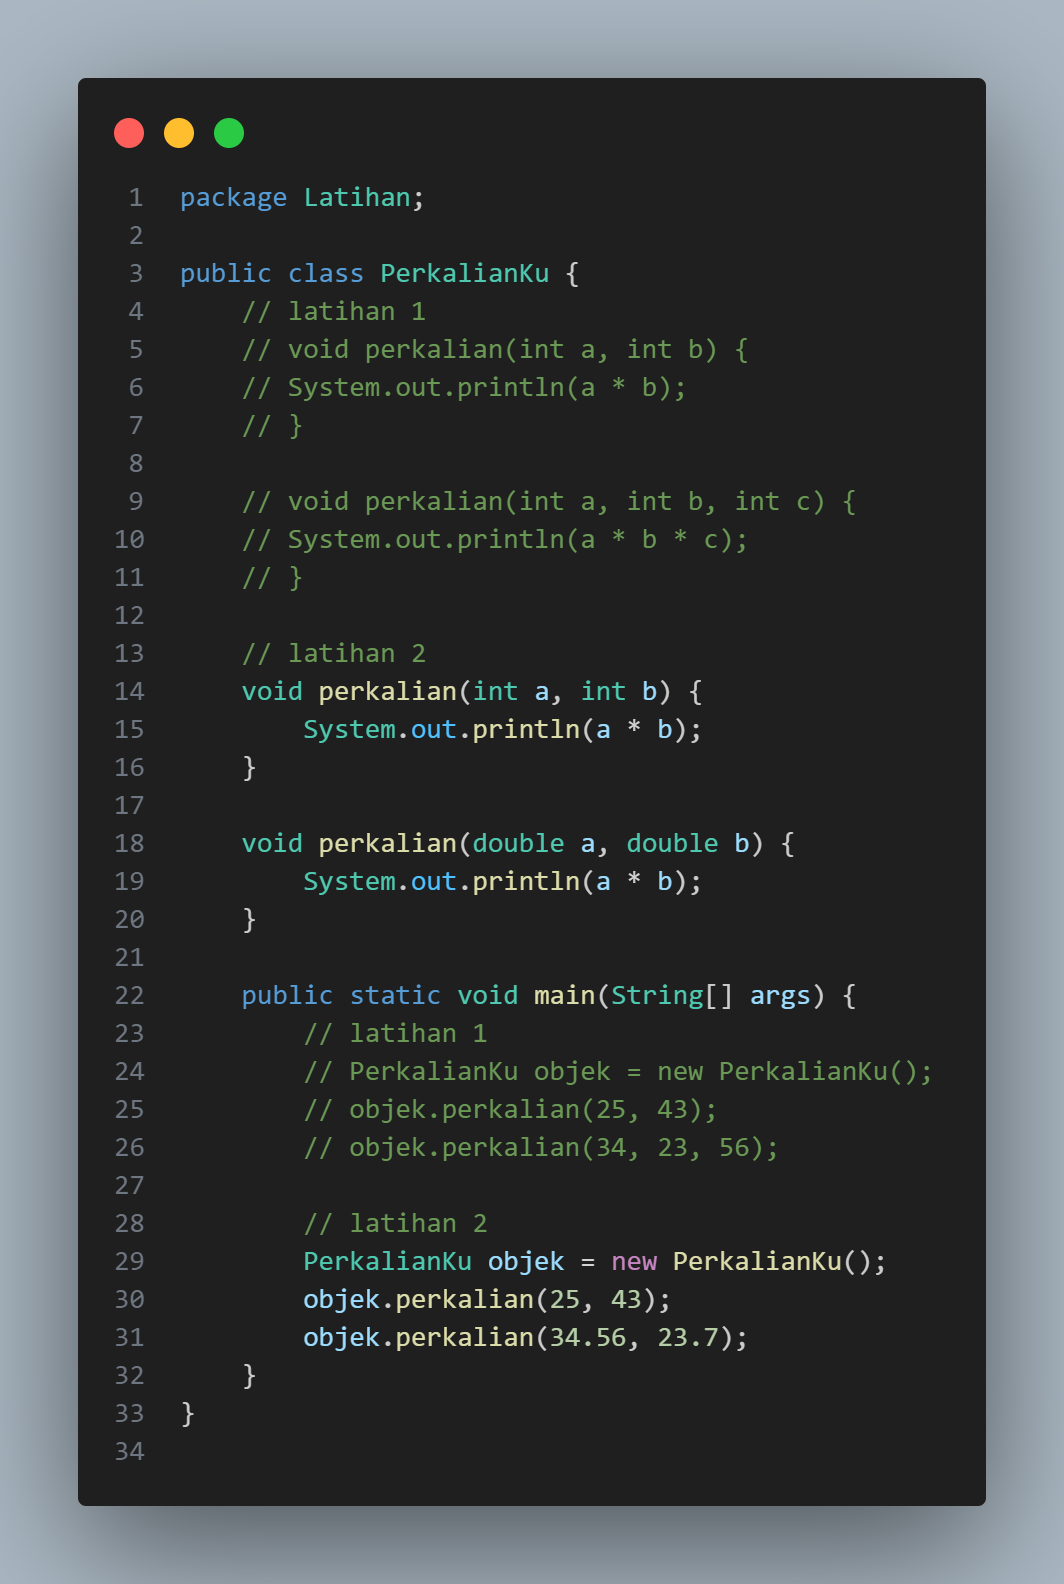 1 package Latihan;
2
3 public class PerkalianKu {
4     // latihan 1
5     // void perkalian(int a, int b) {
6     // System.out.println(a * b);
7     // }
8
9     // void perkalian(int a, int b, int c) {
10     // System.out.println(a * b * c);
11     // }
12
13     // latihan 2
14     void perkalian(int a, int b) {
15         System.out.println(a * b);
16     }
17
18     void perkalian(double a, double b) {
19         System.out.println(a * b);
20     }
21
22     public static void main(String[] args) {
23         // latihan 1
24         // PerkalianKu objek = new PerkalianKu();
25         // objek.perkalian(25, 43);
26         // objek.perkalian(34, 23, 56);
27
28         // latihan 2
29         PerkalianKu objek = new PerkalianKu();
30         objek.perkalian(25, 43);
31         objek.perkalian(34.56, 23.7);
32     }
33 }
34